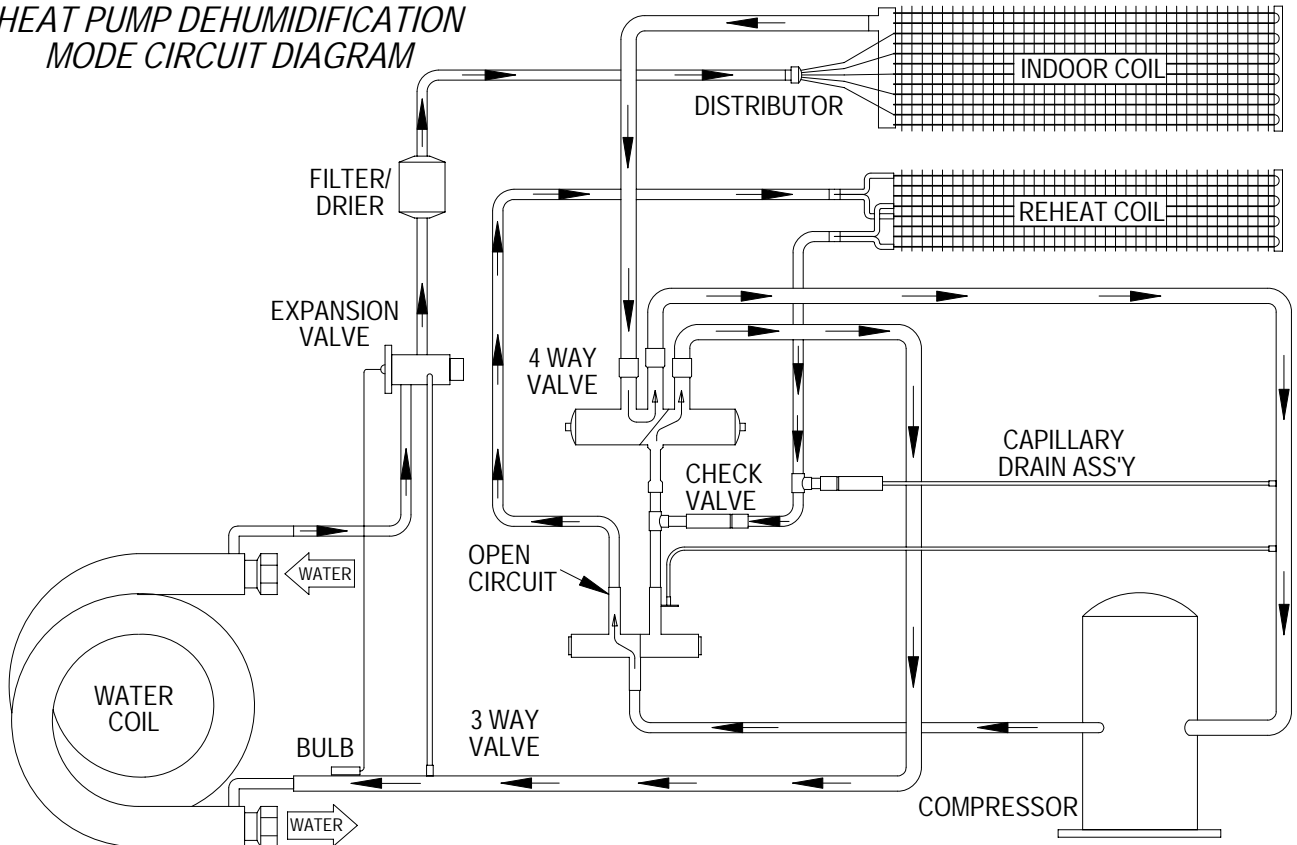 HEAT PUMP DEHUMIDIFICATION
MODE CIRCUIT DIAGRAM
INDOOR COIL
DISTRIBUTOR
FILTER/
DRIER
REHEAT COIL
EXPANSION
VALVE
4 WAY
VALVE
CAPILLARY
DRAIN ASS'Y
CHECK
VALVE
OPEN
CIRCUIT
WATER
WATER
COIL
3 WAY
VALVE
BULB
WATER
COMPRESSOR